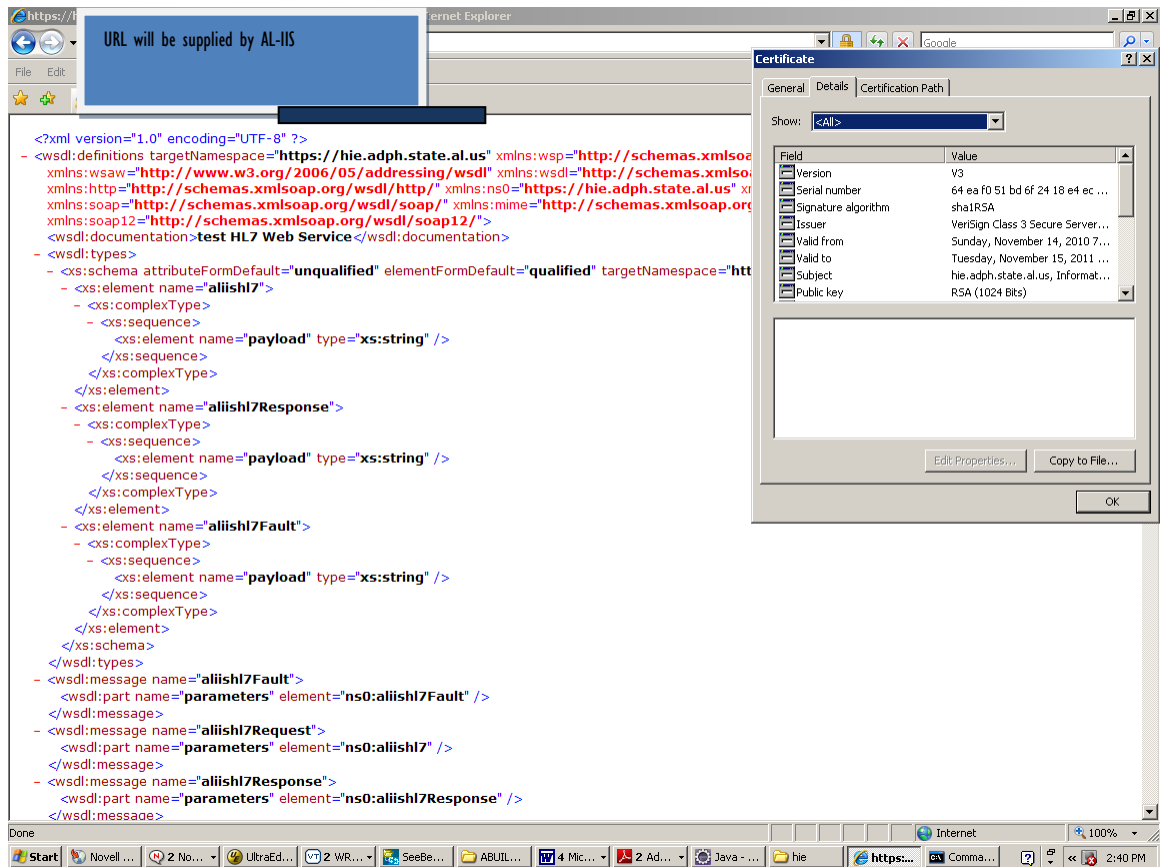 https://h
ernet Explorer
URL will be supplied by AL-IIS
Google
File Edit
<?xml version="1.0" encoding="UTF-8" ?>
- <wsdl:definitions targetNamespace="https://hie.adph.state.al.us" xmlns:wsp="http://schemas.xmlsoa
xmlns:wsaw="http://www.w3.org/2006/05/addressing/wsdl" xmlns:wsdl="http://schemas.xmlso
xmlns:http="http://schemas.xmlsoap.org/wsdl/http/" xmlns:ns0="https://hie.adph.state.al.us" xr
xmlns:soap="http://schemas.xmlsoap.org/wsdl/soap/" xmlns:mime="http://schemas.xmlsoap.org
xmlns:soap12="http://schemas.xmlsoap.org/wsdl/soap12/">
<wsdl:documentation>test HL7 Web Service</wsdl:documentation>
- <wsdl:types>
- <xs:schema attributeFormDefault="unqualified" elementFormDefault="qualified" targetNamespace="htt
- <xs:element name="aliishl7">
- <xs:complexType>
- <xs:sequence>
<xs:element name="payload" type="xs:string" />
</xs:sequence>
</xs:complexType>
</xs:element>
- <xs:element name="aliishl7Response">
- <xs:complexType>
- <xs:sequence>
<xs:element name="payload" type="xs:string" />
</xs:sequence>
</xs:complexType>
</xs:element>
- <xs:element name="aliishl7Fault">
- <xs:complexType>
- <xs:sequence>
<xs:element name="payload" type="xs:string" />
</xs:sequence>
</xs:complexType>
</xs:element>
</xs:schema>
</wsdl:types>
- <wsdl:message name="aliishl7Fault">
<wsdl:part name="parameters" element="ns0:aliishl7Fault" />
</wsdl:message>
- <wsdl:message name="aliishl7Request">
<wsdl:part name="parameters" element="ns0:aliishl7" />
</wsdl:message>
- <wsdl:message name="aliishl7Response">
<wsdl:part name="parameters" element="ns0:aliishl7Response" />
</wsdl:message>
Certificate
General Details Certification Path
Show: <All>
Field Value
Version V3
Serial number 64 ea f0 51 bd 6f 24 18 e4 ec ...
Signature algorithm sha1RSA
Issuer VeriSign Class 3 Secure Server...
Valid from Sunday, November 14, 2010 7...
Valid to Tuesday, November 15, 2011 ...
Subject hie.adph.state.al.us, Informat...
Public key RSA (1024 Bits)
Edit Properties... Copy to File...
OK
Done Internet 100%
Start Novell ... 2 No... UltraEd... 2 WR... SeeBe... ABUIL... 4 Mic... 2 Ad... Java - ... hie https:... Comma... « 2:40 PM